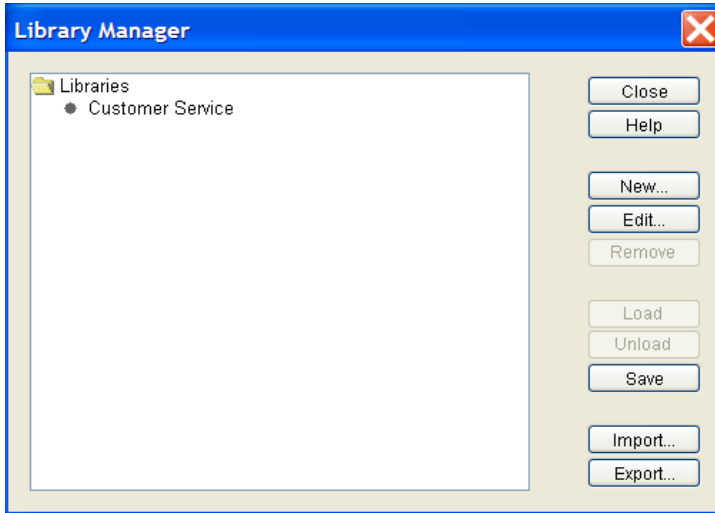 Library Manager
Libraries
Customer Service
Close
Help
New...
Edit...
Remove
Load
Unload
Save
Import...
Export...